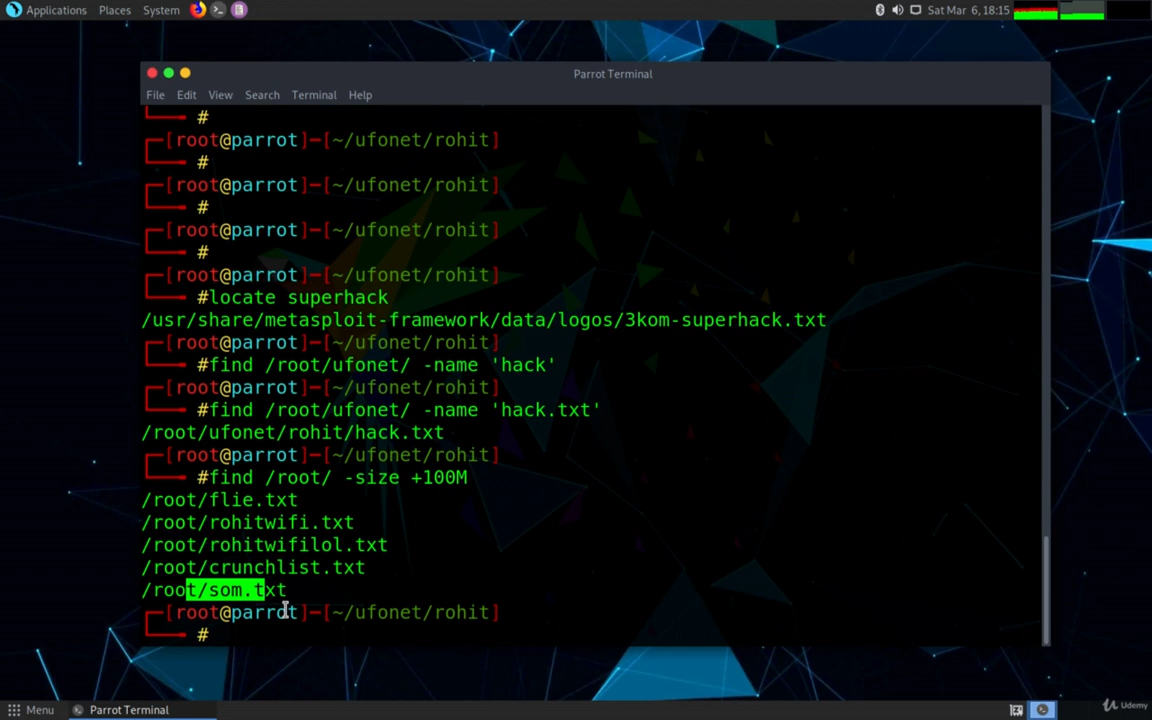 Applications Places System Sat Mar 6, 18:15
Parrot Terminal
File Edit View Search Terminal Help
#
[root@parrot]─[~/ufonet/rohit]
#
[root@parrot]─[~/ufonet/rohit]
#
[root@parrot]─[~/ufonet/rohit]
#
[root@parrot]─[~/ufonet/rohit]
#locate superhack
/usr/share/metasploit-framework/data/logos/3kom-superhack.txt
[root@parrot]─[~/ufonet/rohit]
#find /root/ufonet/ -name 'hack'
[root@parrot]─[~/ufonet/rohit]
#find /root/ufonet/ -name 'hack.txt'
/root/ufonet/rohit/hack.txt
[root@parrot]─[~/ufonet/rohit]
#find /root/ -size +100M
/root/flie.txt
/root/rohitwifi.txt
/root/rohitwifilol.txt
/root/crunchlist.txt
/root/som.txt
[root@parrot]─[~/ufonet/rohit]
#
Menu Parrot Terminal
Udemy